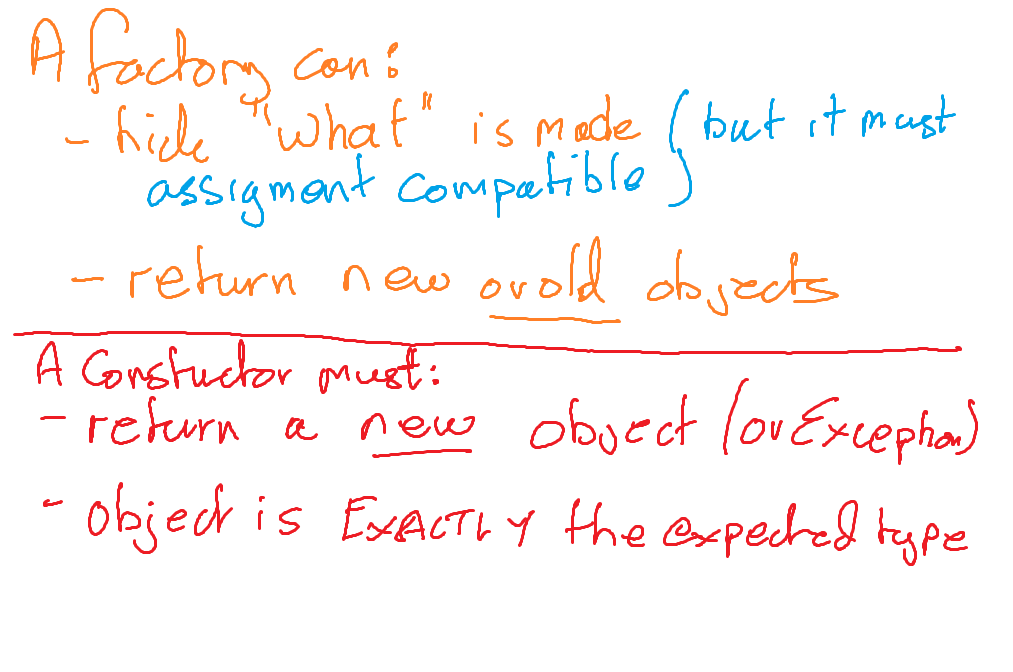 A factory can:
- hide "what" is made (but it must
assigment compatible)
- return new or old objects
A Constuctor must:
- return a new object (or Exception)
- object is EXACTLY the expected type